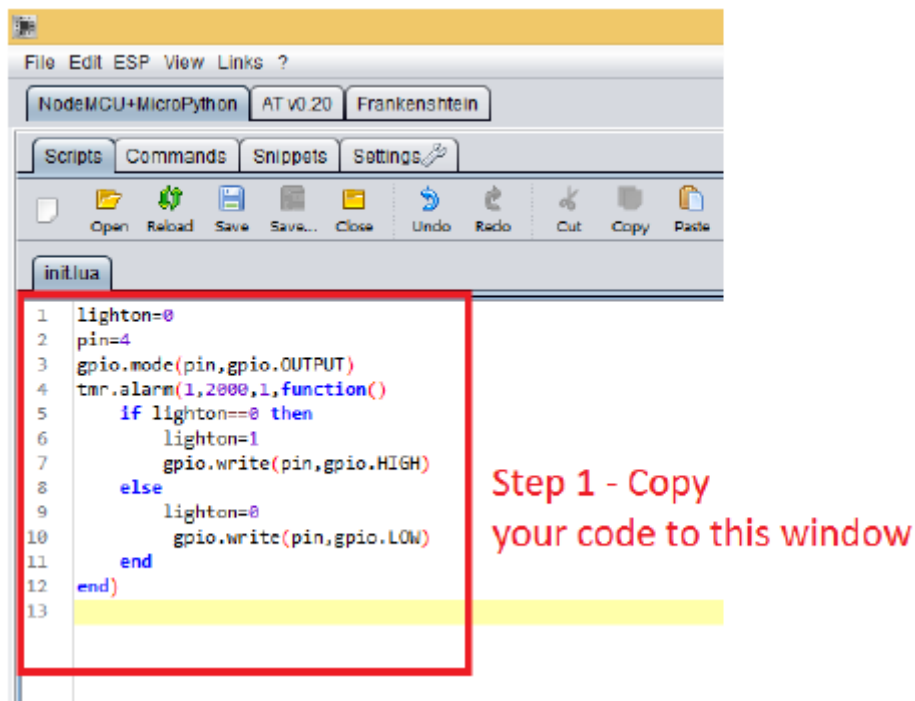 File Edit ESP View Links ?
NodeMCU+MicroPython AT v0.20 Frankenshtein
Scripts Commands Snippets Settings
Open Reload Save Save... Close Undo Redo Cut Copy Paste
init.lua
1 lighton=0
2 pin=4
3 gpio.mode(pin,gpio.OUTPUT)
4 tmr.alarm(1,2000,1,function()
5 if lighton==0 then
6 lighton=1
7 gpio.write(pin,gpio.HIGH)
8 else
9 lighton=0
10 gpio.write(pin,gpio.LOW)
11 end
12 end)
13
Step 1 - Copy
your code to this window